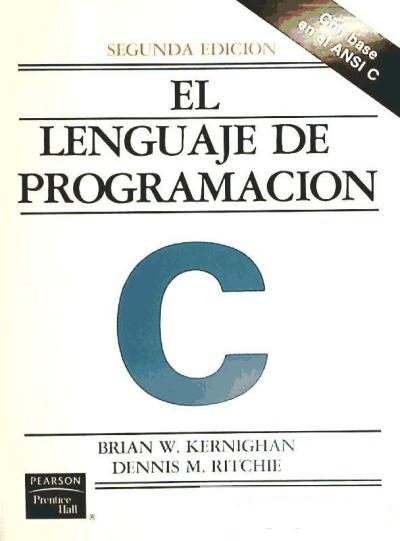 SEGUNDA EDICION
Con base
en el ANSI C
EL
LENGUAJE DE
PROGRAMACION
C
BRIAN W. KERNIGHAN
DENNIS M. RITCHIE
PEARSON
Prentice
Hall
®